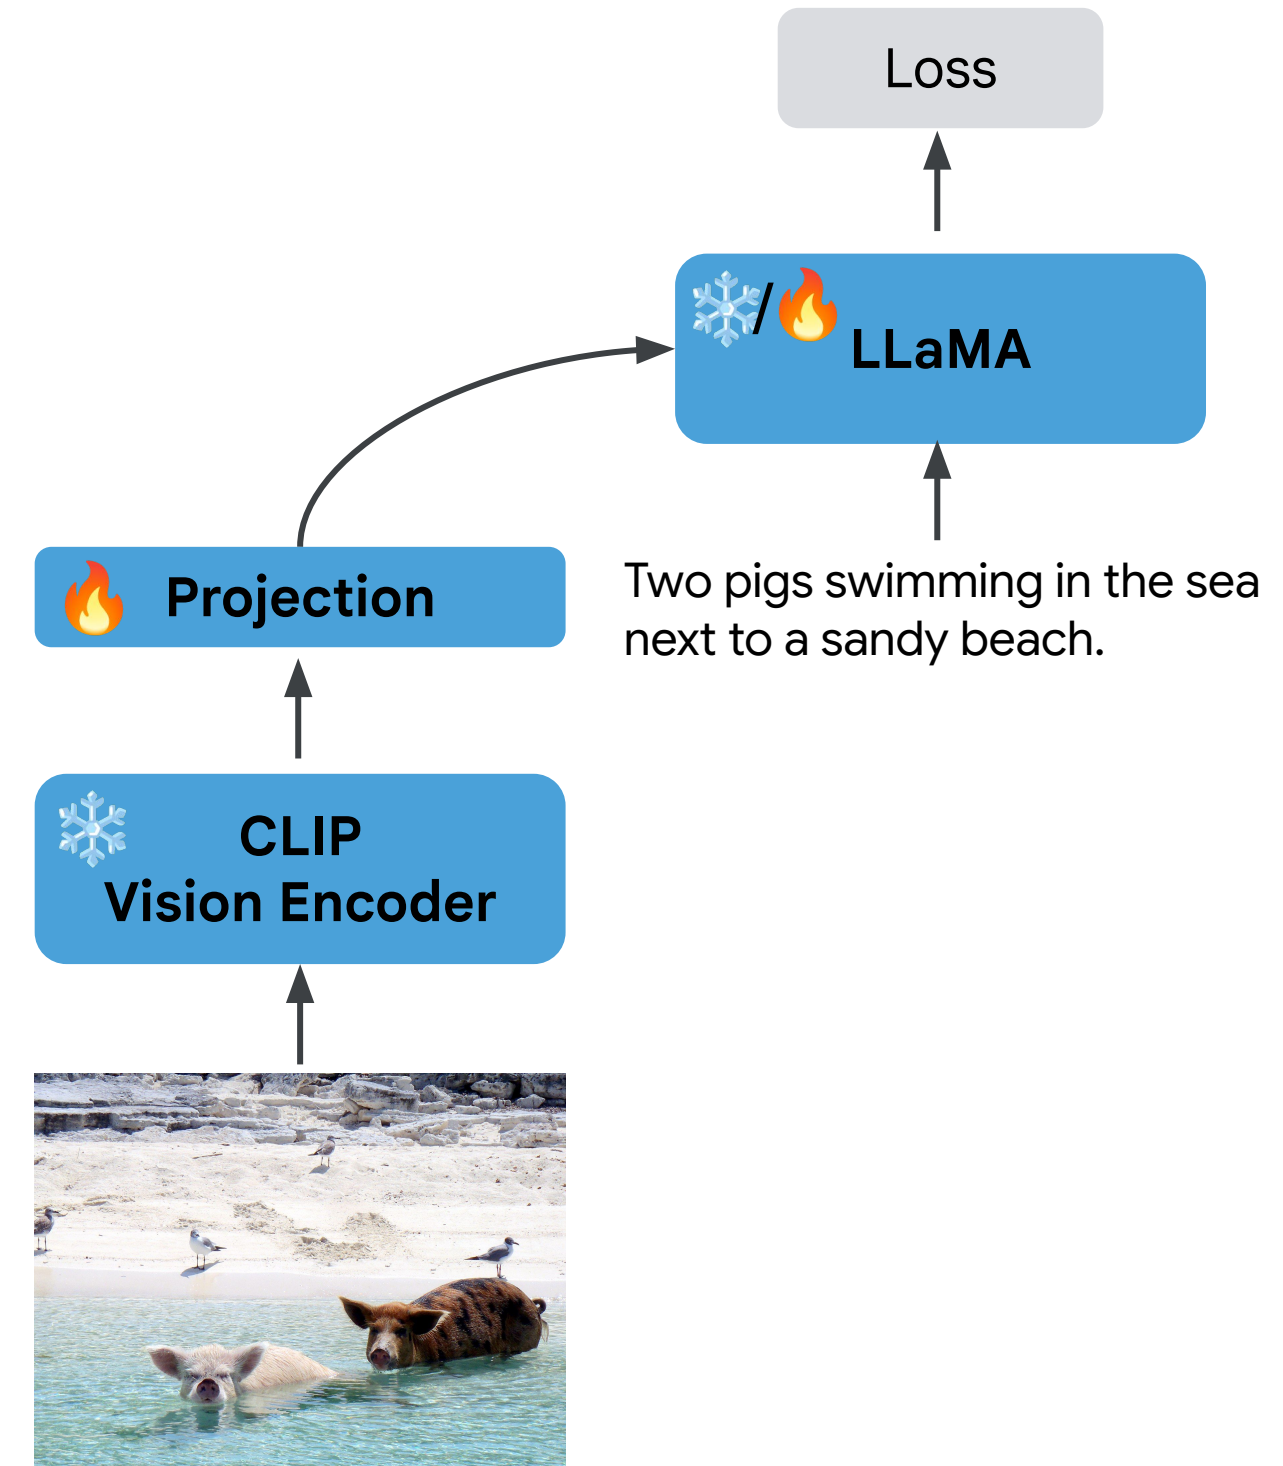 Loss
/
LLaMA
Projection
Two pigs swimming in the sea
next to a sandy beach.
CLIP
Vision Encoder